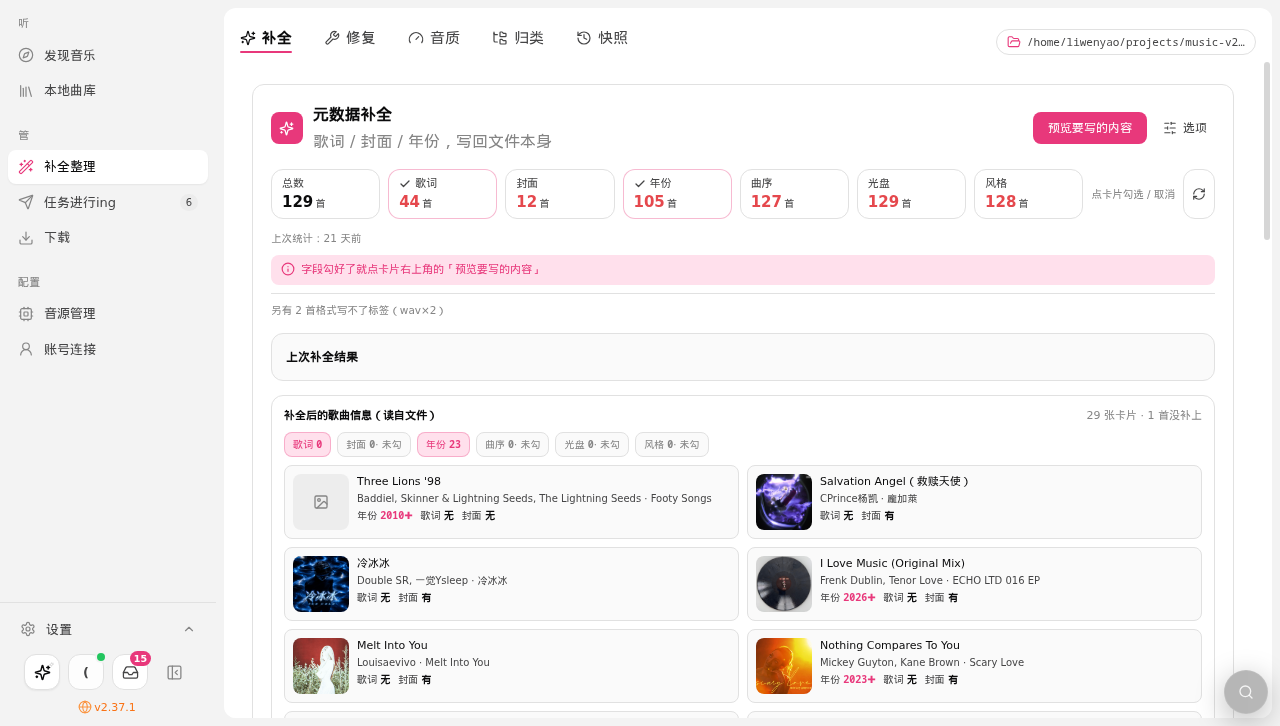 听
发现音乐
本地曲库
管
补全整理
任务进行ing 6
下载
配置
音源管理
账号连接
设置
15
v2.37.1
补全 修复 音质 归类 快照
/home/liwenyao/projects/music-v2…
元数据补全
歌词 / 封面 / 年份，写回文件本身
预览要写的内容 选项
总数 歌词 封面 年份 曲序 光盘 风格
129 首 44 首 12 首 105 首 127 首 129 首 128 首
点卡片勾选 / 取消
上次统计：21 天前
字段勾好了就点卡片右上角的「预览要写的内容」
另有 2 首格式写不了标签（wav×2）
上次补全结果
补全后的歌曲信息（读自文件） 29 张卡片 · 1 首没补上
歌词 0 封面 0· 未勾 年份 23 曲序 0· 未勾 光盘 0· 未勾 风格 0· 未勾
Three Lions '98
Baddiel, Skinner & Lightning Seeds, The Lightning Seeds · Footy Songs
年份 2010+ 歌词 无 封面 无
Salvation Angel（救赎天使）
CPrince杨凯 · 龐加萊
歌词 无 封面 有
冷冰冰
Double SR, 一觉Ysleep · 冷冰冰
歌词 无 封面 有
I Love Music (Original Mix)
Frenk Dublin, Tenor Love · ECHO LTD 016 EP
年份 2026+ 歌词 无 封面 有
Melt Into You
Louisaevivo · Melt Into You
歌词 无 封面 有
Nothing Compares To You
Mickey Guyton, Kane Brown · Scary Love
年份 2023+ 歌词 无 封面 有